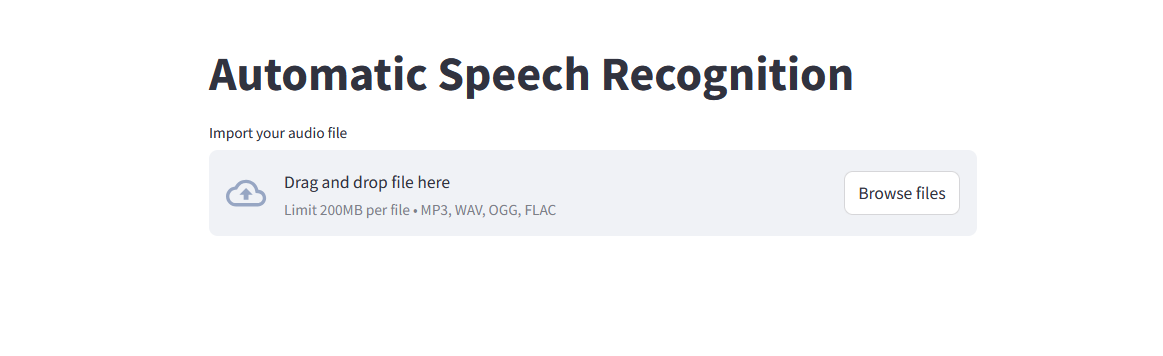 Automatic Speech Recognition
Import your audio file
Drag and drop file here
Limit 200MB per file • MP3, WAV, OGG, FLAC
Browse files